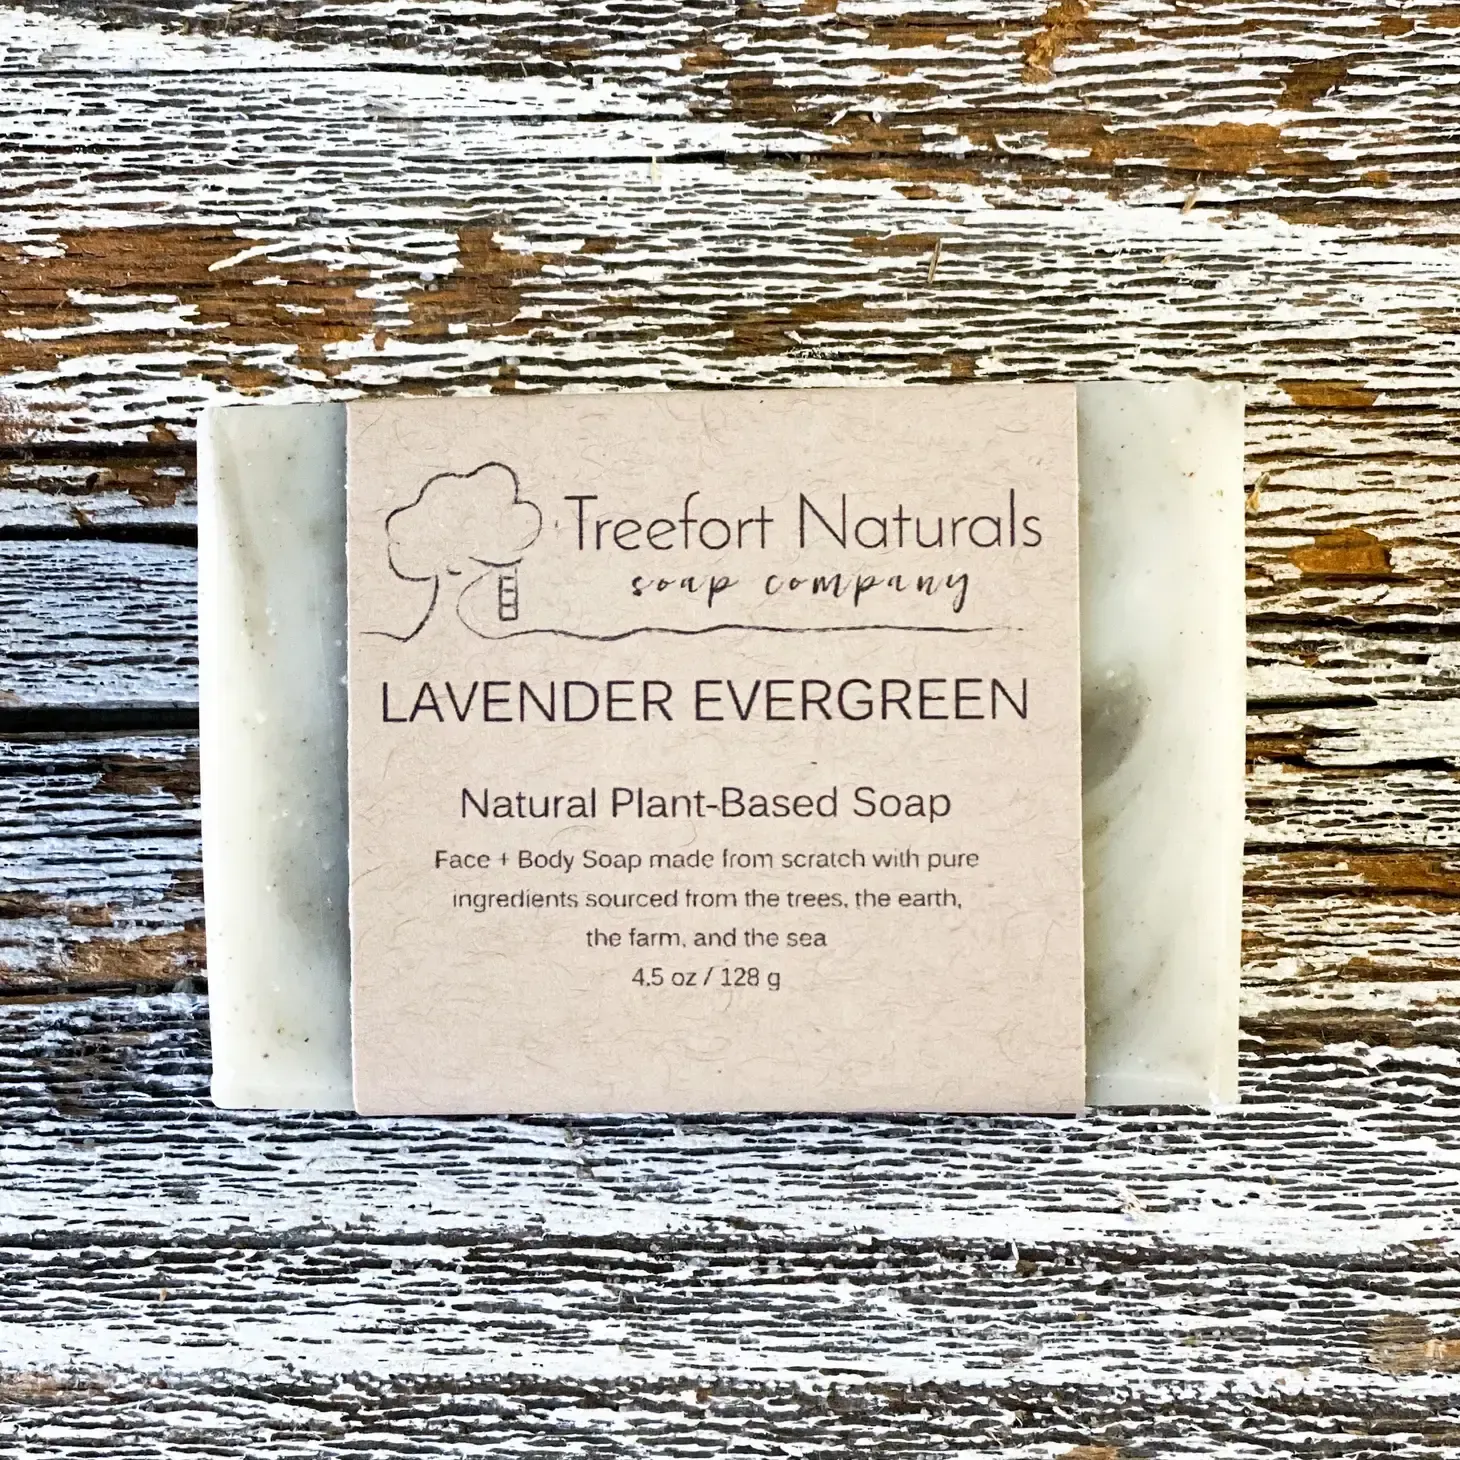 Treefort Naturals
soap company
LAVENDER EVERGREEN
Natural Plant-Based Soap
Face + Body Soap made from scratch with pure
ingredients sourced from the trees, the earth,
the farm, and the sea
4.5 oz / 128 g